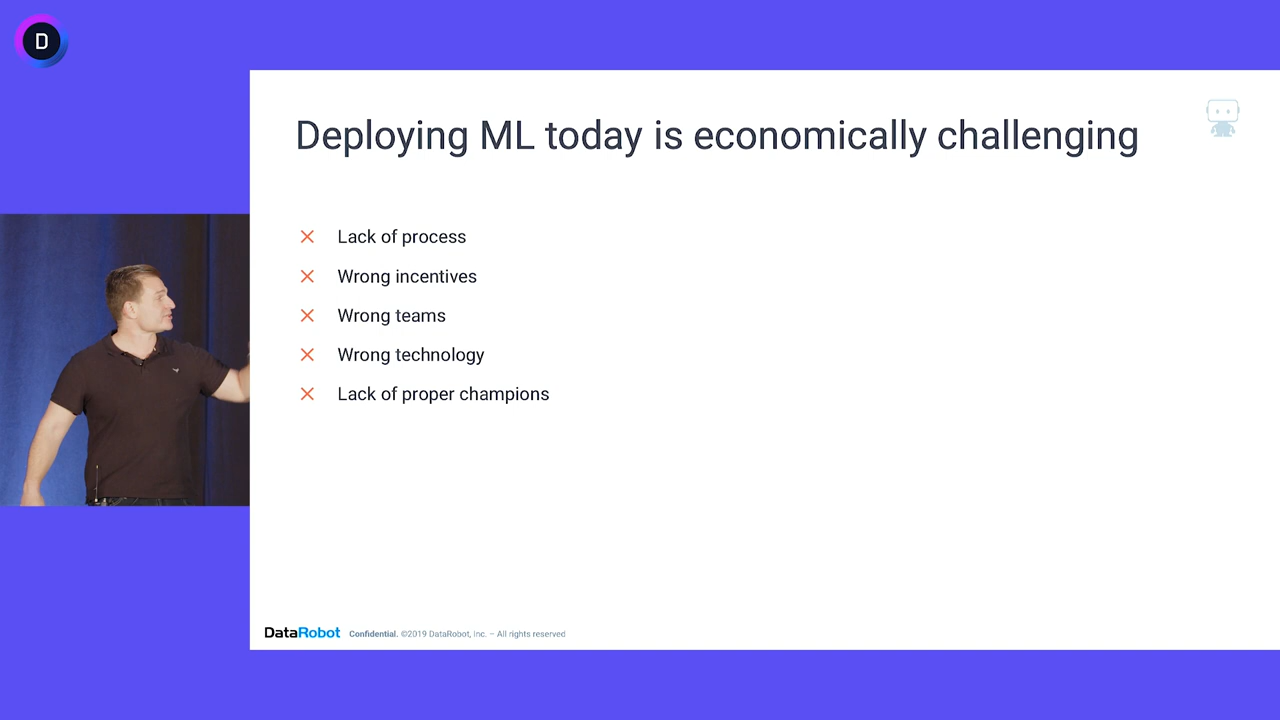 D
Deploying ML today is economically challenging
Lack of process
Wrong incentives
Wrong teams
Wrong technology
Lack of proper champions
DataRobot Confidential. ©2019 DataRobot, Inc. – All rights reserved